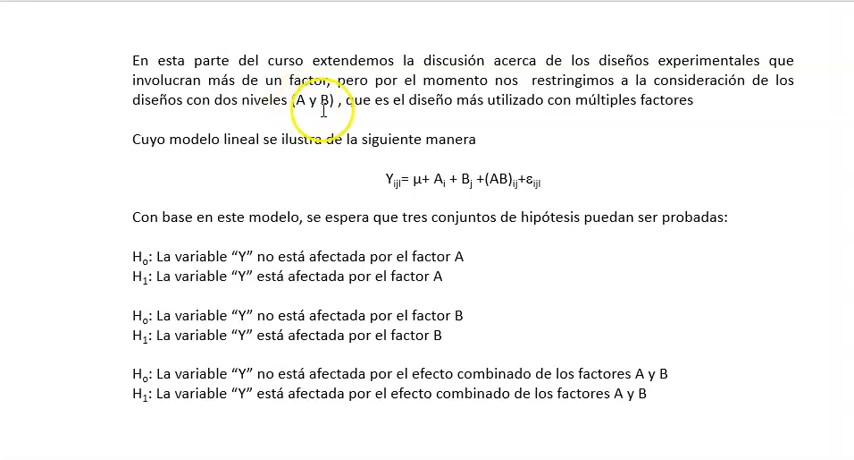 En esta parte del curso extendemos la discusión acerca de los diseños experimentales que
involucran más de un factor, pero por el momento nos restringimos a la consideración de los
diseños con dos niveles (A y B) , que es el diseño más utilizado con múltiples factores
Cuyo modelo lineal se ilustra de la siguiente manera
Yijl= μ+ Ai + Bj +(AB)ij+εijl
Con base en este modelo, se espera que tres conjuntos de hipótesis puedan ser probadas:
Ho: La variable “Y” no está afectada por el factor A
H1: La variable “Y” está afectada por el factor A
Ho: La variable “Y” no está afectada por el factor B
H1: La variable “Y” está afectada por el factor B
Ho: La variable “Y” no está afectada por el efecto combinado de los factores A y B
H1: La variable “Y” está afectada por el efecto combinado de los factores A y B